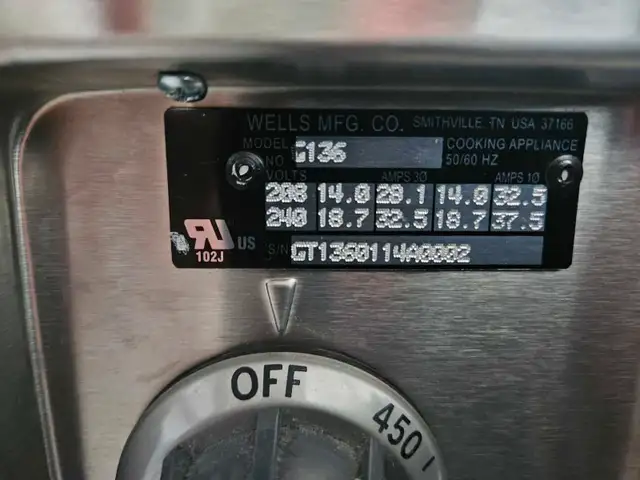 WELLS MFG. CO. SMITHVILLE, TN USA 37166
MODEL NO G136 COOKING APPLIANCE 50/60 HZ
VOLTS AMPS 3Ø AMPS 1Ø
208 14.0 28.1 14.0 32.5
240 18.7 32.5 18.7 37.5
S/N GT1360114A0002
RU US
102J
OFF
450